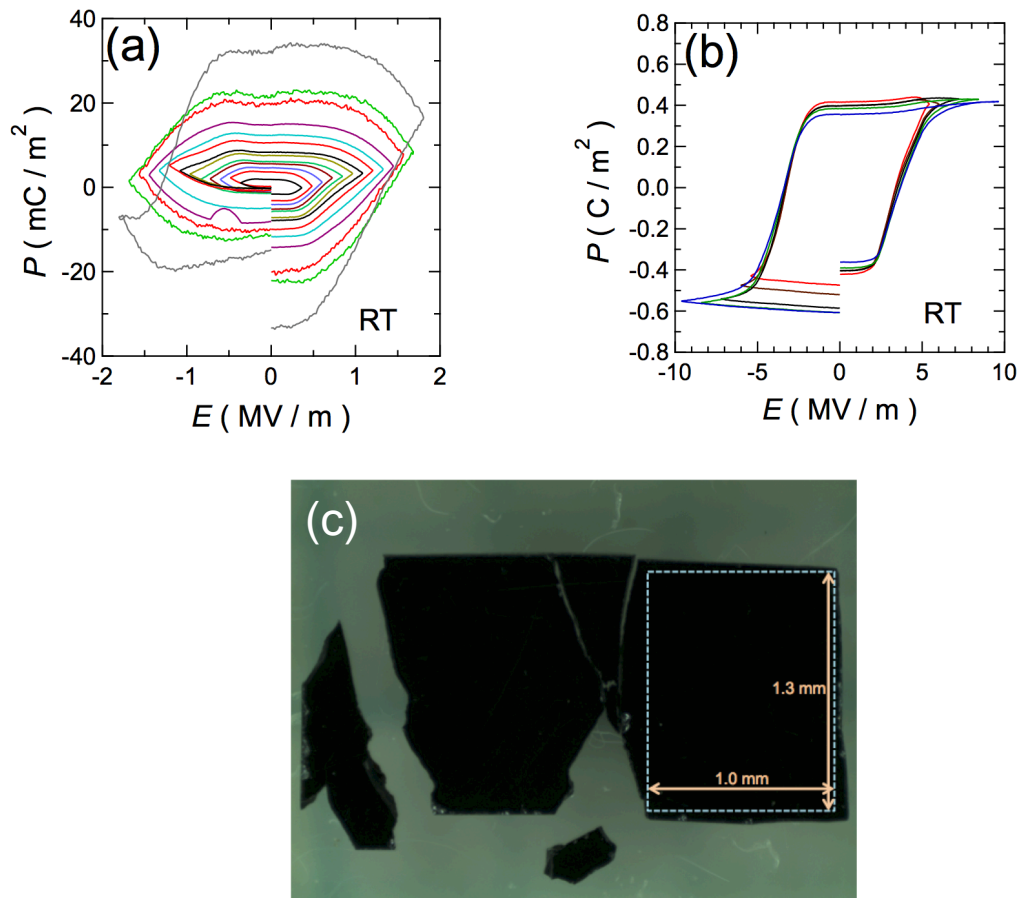 (a)
40
20
0
-20
-40
-2
-1
0
1
2
P ( mC / m²)
E ( MV / m )
RT
(b)
0.8
0.6
0.4
0.2
0.0
-0.2
-0.4
-0.6
-0.8
-10
-5
0
5
10
P ( C / m²)
E ( MV / m )
RT
(c)
1.3 mm
1.0 mm